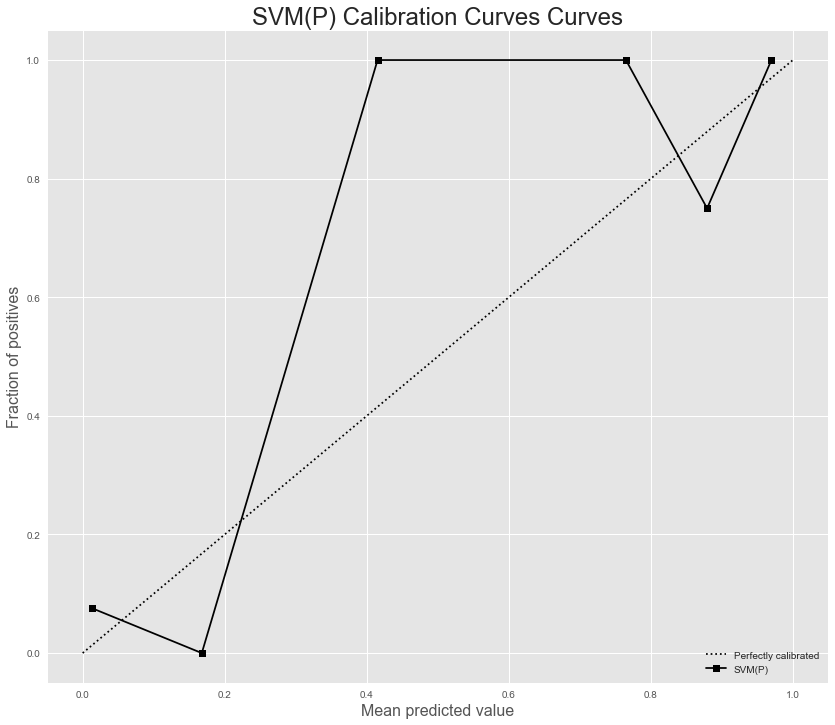 SVM(P) Calibration Curves Curves
Fraction of positives
1.0
0.8
0.6
0.4
0.2
0.0
0.0 0.2 0.4 0.6 0.8 1.0
Mean predicted value
Perfectly calibrated
SVM(P)